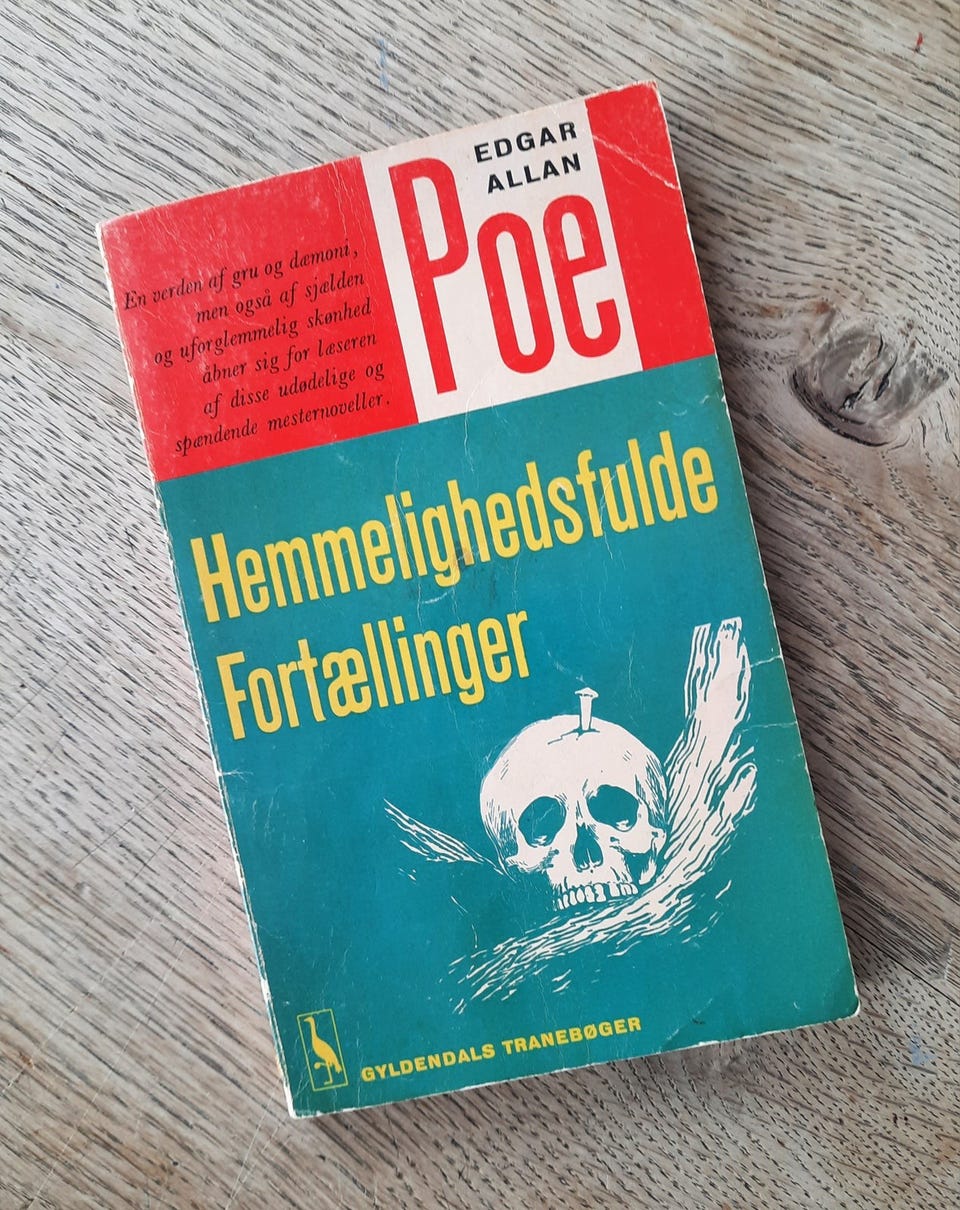 EDGAR
ALLAN
Poe
En verden af gru og dæmoni,
men også af sjælden
og uforglemmelig skønhed
åbner sig for læseren
af disse udødelige og
spændende mesternoveller.
Hemmelighedsfulde
Fortællinger
GYLDENDALS TRANEBØGER